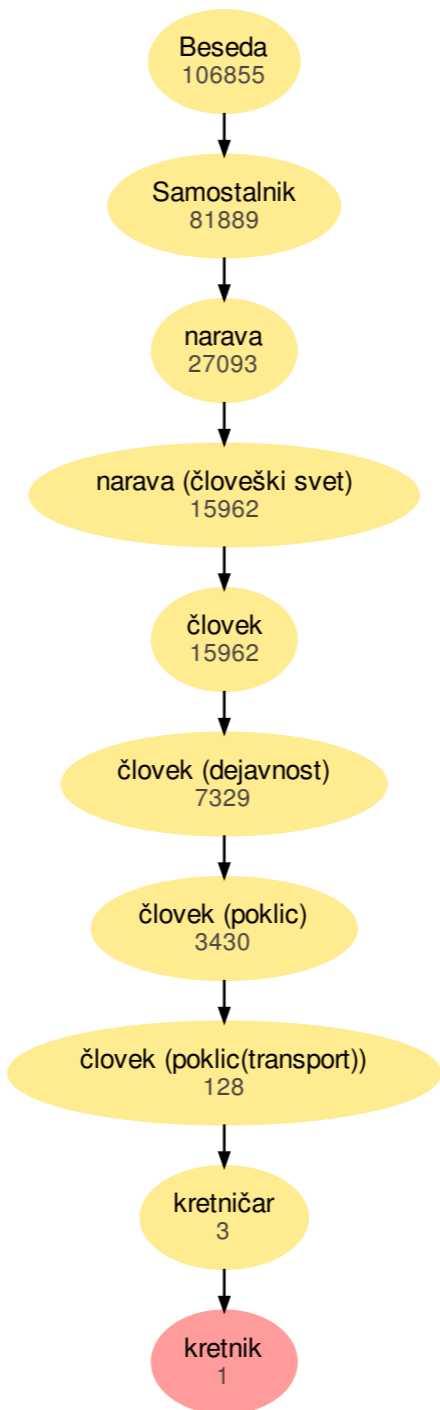 Beseda
106855
Samostalnik
81889
narava
27093
narava (človeški svet)
15962
človek
15962
človek (dejavnost)
7329
človek (poklic)
3430
človek (poklic(transport))
128
kretničar
3
kretnik
1